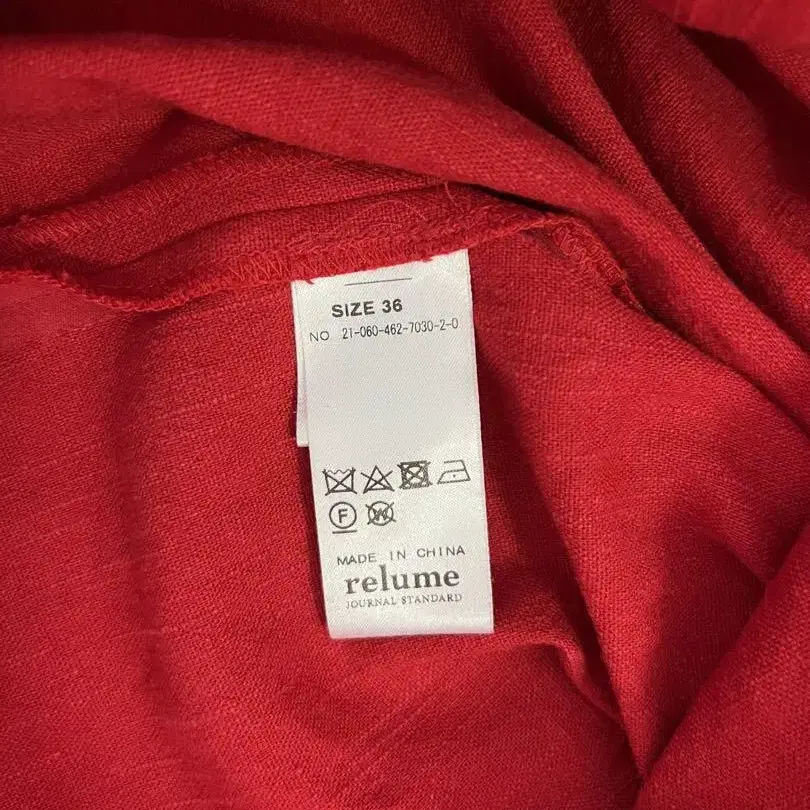 SIZE 36
NO 21-060-462-7030-2-0
F W
MADE IN CHINA
relume
JOURNAL STANDARD